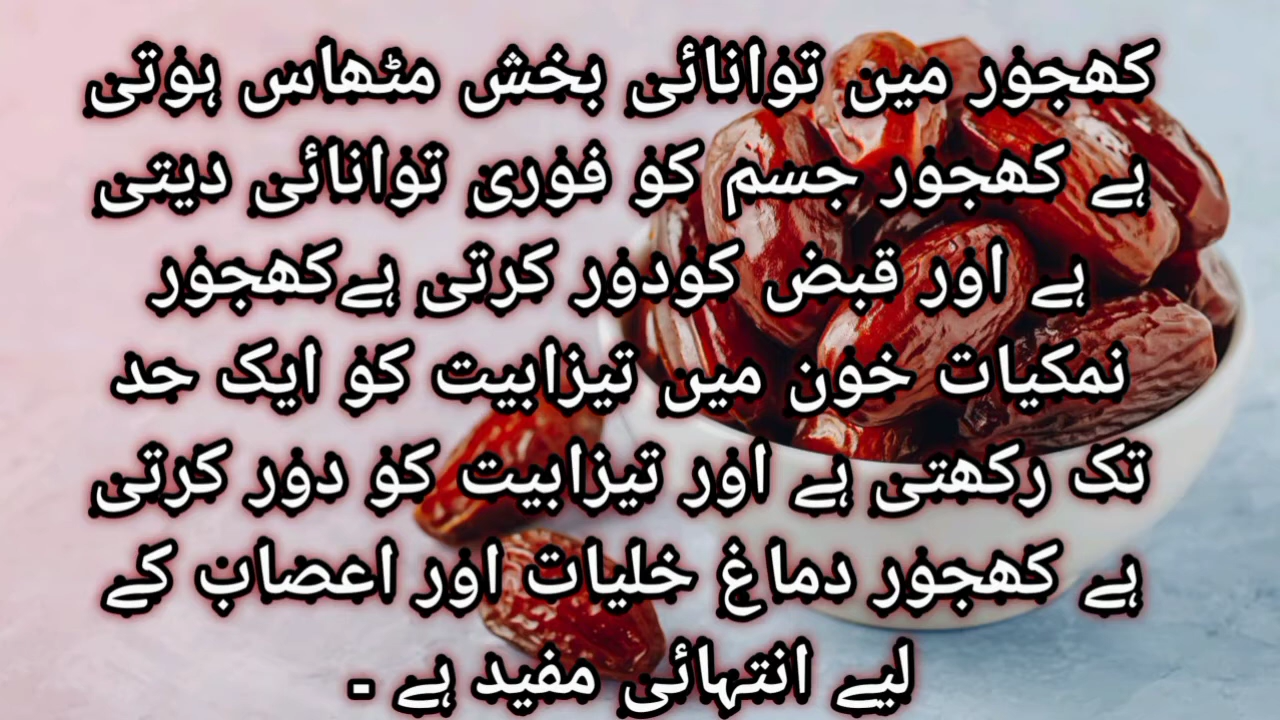 کھجور میں توانائی بخش مٹھاس ہوتی
ہے کھجور جسم کو فوری توانائی دیتی
ہے اور قبض کودور کرتی ہےکھجور
نمکیات خون میں تیزابیت کو ایک حد
تک رکھتی ہے اور تیزابیت کو دور کرتی
ہے کھجور دماغ خلیات اور اعصاب کے
لیے انتہائی مفید ہے ۔